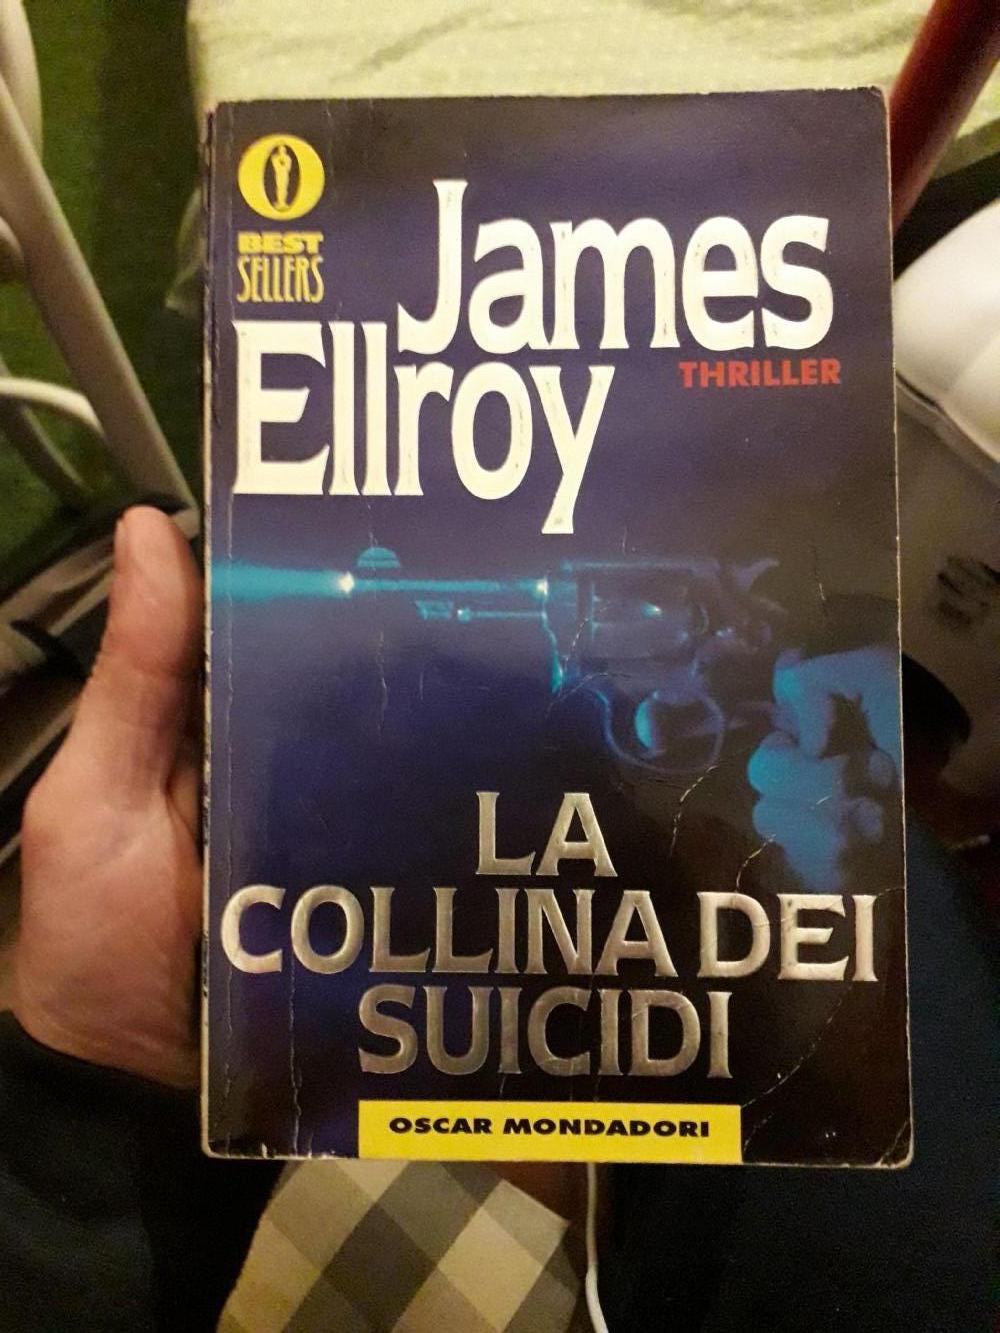 BEST
SELLERS
James
Ellroy
THRILLER
LA
COLLINA DEI
SUICIDI
OSCAR MONDADORI